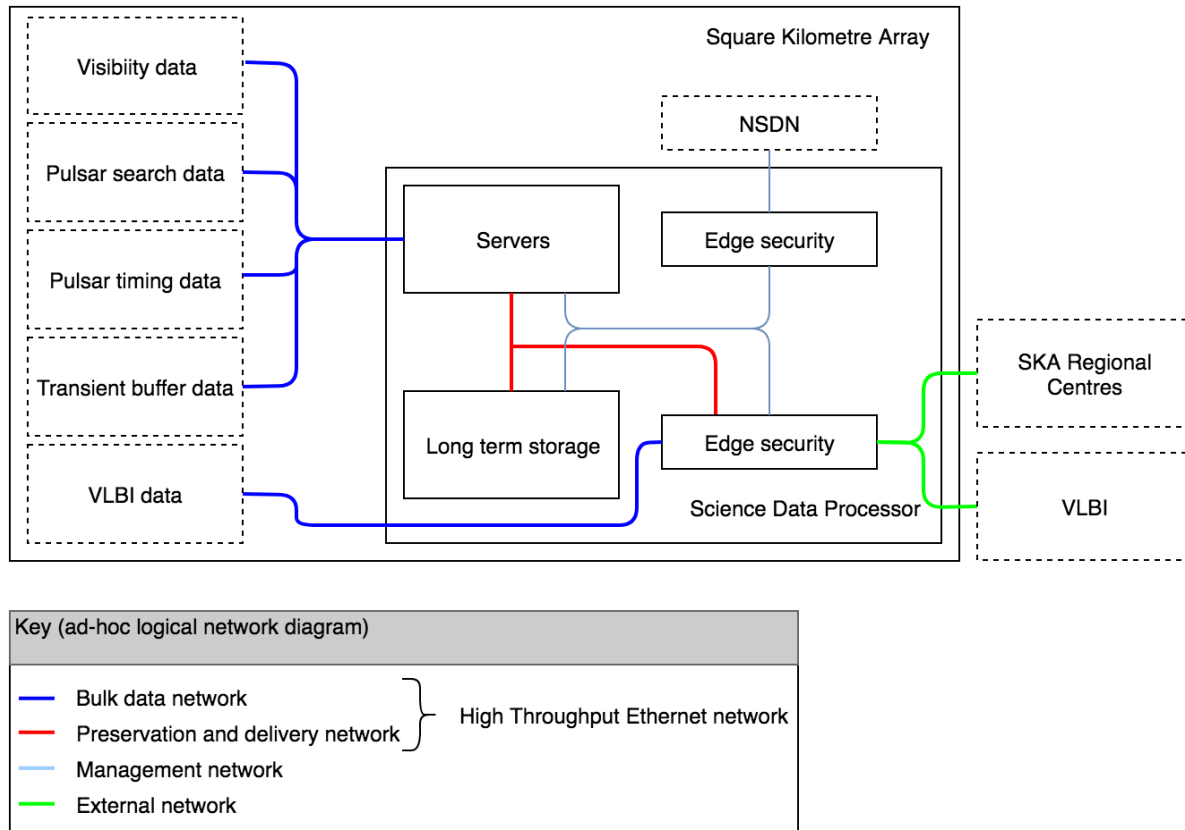 Square Kilometre Array
Visibiity data
Pulsar search data
Pulsar timing data
Transient buffer data
VLBI data
NSDN
Servers
Edge security
Long term storage
Edge security
Science Data Processor
SKA Regional
Centres
VLBI
Key (ad-hoc logical network diagram)
Bulk data network
Preservation and delivery network
High Throughput Ethernet network
Management network
External network